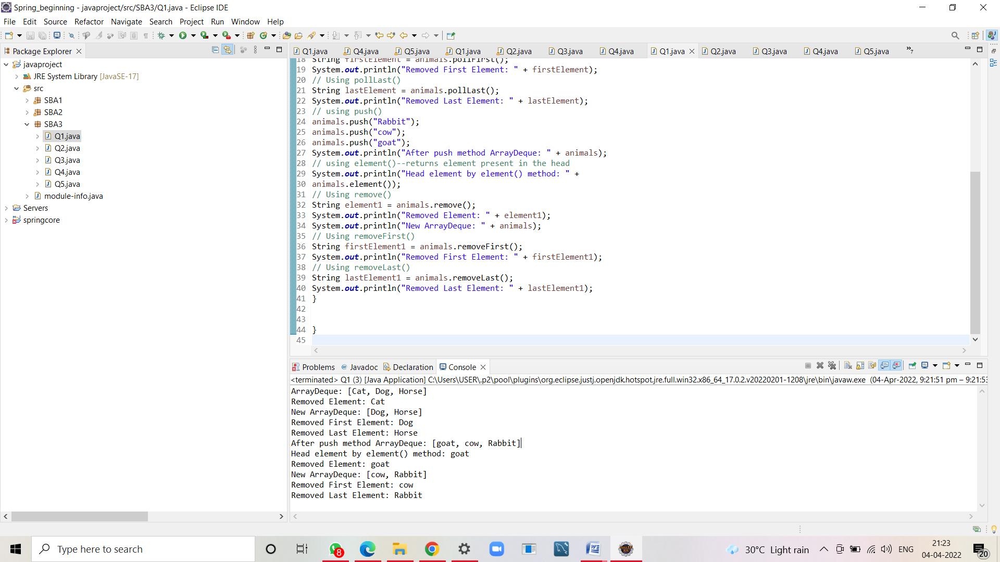 Spring_beginning - javaproject/src/SBA3/Q1.java - Eclipse IDE
File Edit Source Refactor Navigate Search Project Run Window Help
Package Explorer
javaproject
JRE System Library [JavaSE-17]
src
SBA1
SBA2
SBA3
Q1.java
Q2.java
Q3.java
Q4.java
Q5.java
module-info.java
Servers
springcore
Q1.java Q4.java Q5.java Q1.java Q2.java Q3.java Q4.java Q1.java Q2.java Q3.java Q4.java Q5.java »7
18 String firstElement = animals.pollFirst();
19 System.out.println("Removed First Element: " + firstElement);
20 // Using pollLast()
21 String lastElement = animals.pollLast();
22 System.out.println("Removed Last Element: " + lastElement);
23 // using push()
24 animals.push("Rabbit");
25 animals.push("cow");
26 animals.push("goat");
27 System.out.println("After push method ArrayDeque: " + animals);
28 // using element()--returns element present in the head
29 System.out.println("Head element by element() method: " +
30 animals.element());
31 // Using remove()
32 String element1 = animals.remove();
33 System.out.println("Removed Element: " + element1);
34 System.out.println("New ArrayDeque: " + animals);
35 // Using removeFirst()
36 String firstElement1 = animals.removeFirst();
37 System.out.println("Removed First Element: " + firstElement1);
38 // Using removeLast()
39 String lastElement1 = animals.removeLast();
40 System.out.println("Removed Last Element: " + lastElement1);
41 }
42
43
44 }
45
Problems @ Javadoc Declaration Console
<terminated> Q1 (3) [Java Application] C:\Users\USER\.p2\pool\plugins\org.eclipse.justj.openjdk.hotspot.jre.full.win32.x86_64_17.0.2.v20220201-1208\jre\bin\javaw.exe (04-Apr-2022, 9:21:51 pm – 9:21:53
ArrayDeque: [Cat, Dog, Horse]
Removed Element: Cat
New ArrayDeque: [Dog, Horse]
Removed First Element: Dog
Removed Last Element: Horse
After push method ArrayDeque: [goat, cow, Rabbit]
Head element by element() method: goat
Removed Element: goat
New ArrayDeque: [cow, Rabbit]
Removed First Element: cow
Removed Last Element: Rabbit
Type here to search
8
30°C Light rain
ENG
21:23
04-04-2022
20